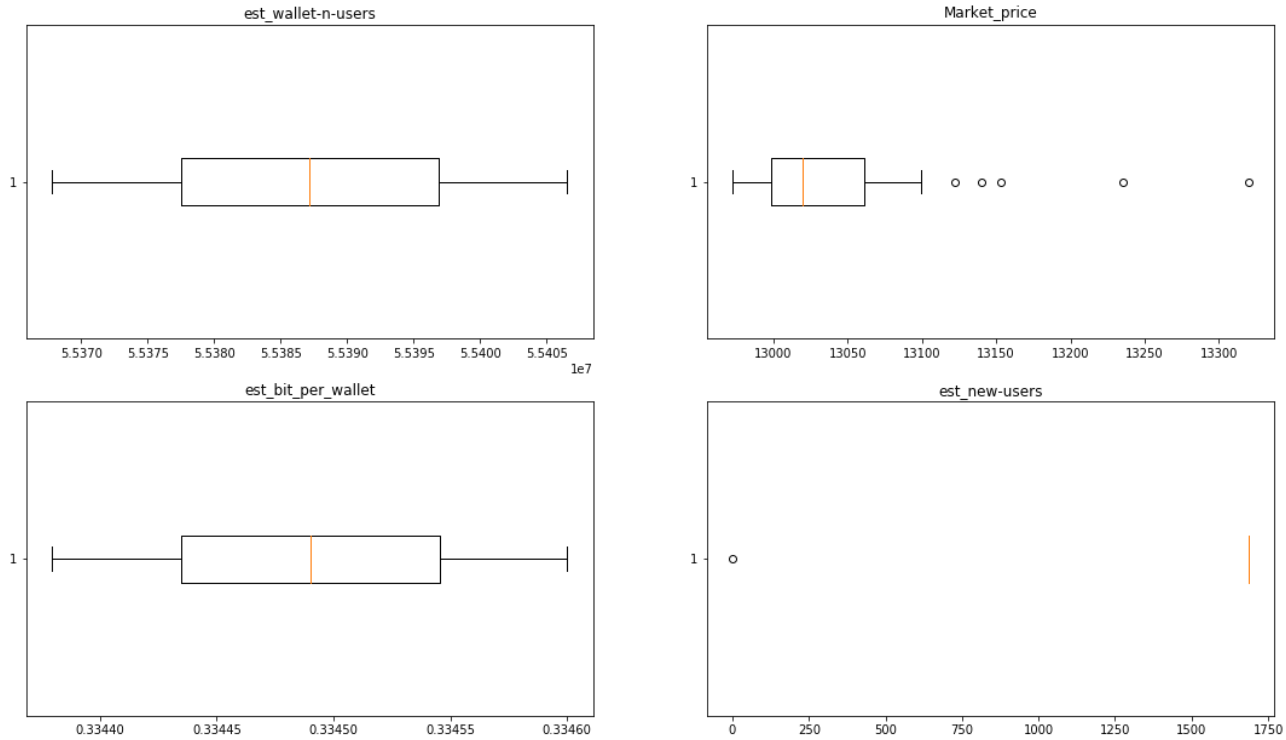 est_wallet-n-users
1
5.5370 5.5375 5.5380 5.5385 5.5390 5.5395 5.5400 5.5405
1e7
Market_price
1
13000 13050 13100 13150 13200 13250 13300
est_bit_per_wallet
1
0.33440 0.33445 0.33450 0.33455 0.33460
est_new-users
1
0 250 500 750 1000 1250 1500 1750